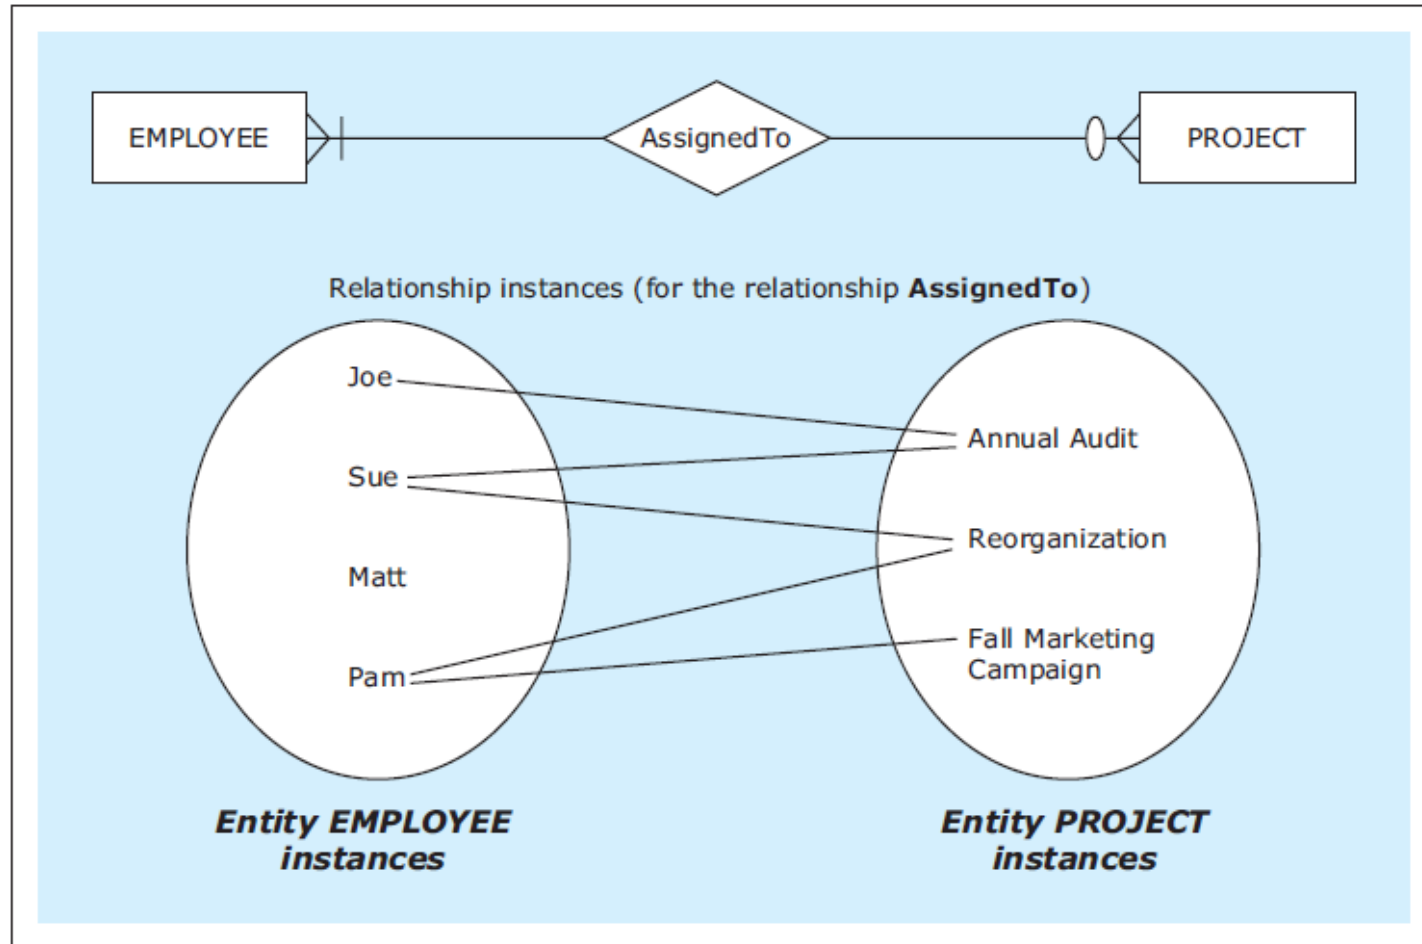 EMPLOYEE
AssignedTo
PROJECT
Relationship instances (for the relationship AssignedTo)
Joe
Sue
Matt
Pam
Annual Audit
Reorganization
Fall Marketing
Campaign
Entity EMPLOYEE
instances
Entity PROJECT
instances